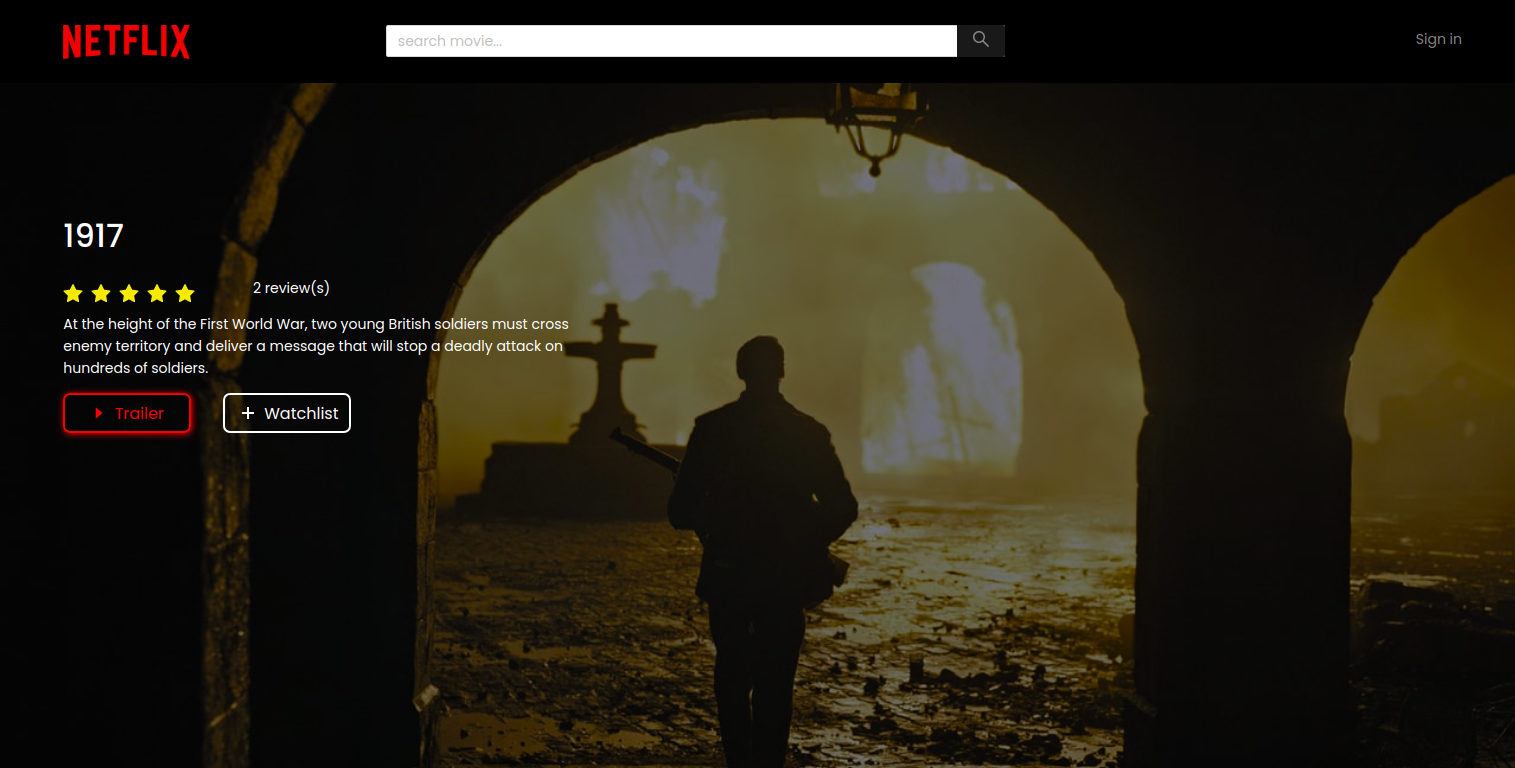 NETFLIX
search movie...
Sign in
1917
2 review(s)
At the height of the First World War, two young British soldiers must cross
enemy territory and deliver a message that will stop a deadly attack on
hundreds of soldiers.
Trailer
+ Watchlist